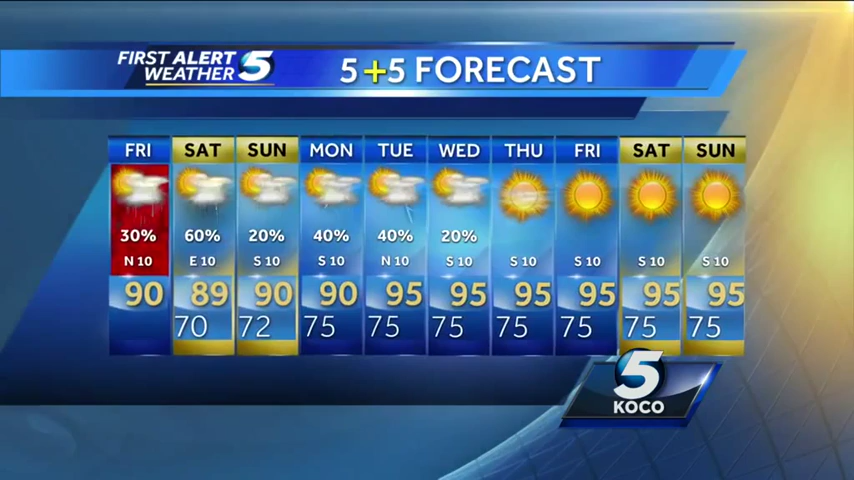 FIRST ALERT
WEATHER 5
5+5 FORECAST
FRI SAT SUN MON TUE WED THU FRI SAT SUN
30% 60% 20% 40% 40% 20%
N 10 E 10 S 10 S 10 N 10 S 10 S 10 S 10 S 10 S 10
90 89 90 90 95 95 95 95 95 95
70 72 75 75 75 75 75 75 75
5
KOCO